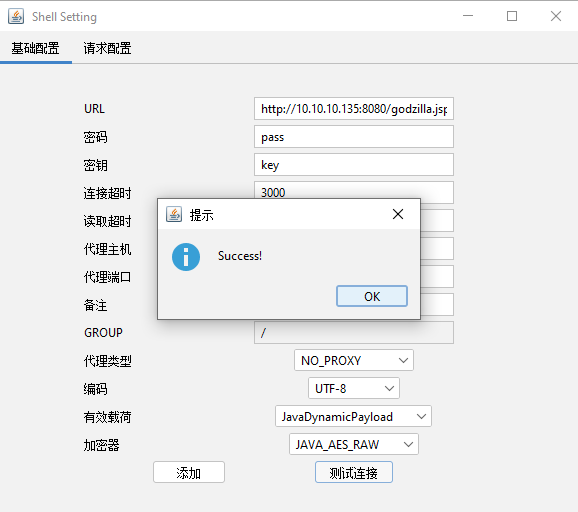 Shell Setting
基础配置 请求配置
URL http://10.10.10.135:8080/godzilla.jsp
密码 pass
密钥 key
连接超时 3000
读取超时
代理主机
代理端口
备注
GROUP /
代理类型 NO_PROXY
编码 UTF-8
有效载荷 JavaDynamicPayload
加密器 JAVA_AES_RAW
添加 测试连接
提示
Success!
OK